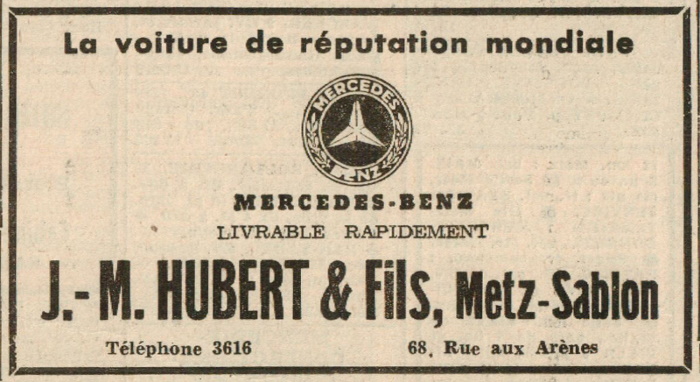 La voiture de réputation mondiale
MERCEDES
BENZ
MERCEDES-BENZ
LIVRABLE RAPIDEMENT
J.-M. HUBERT & Fils, Metz-Sablon
Téléphone 3616 68, Rue aux Arènes